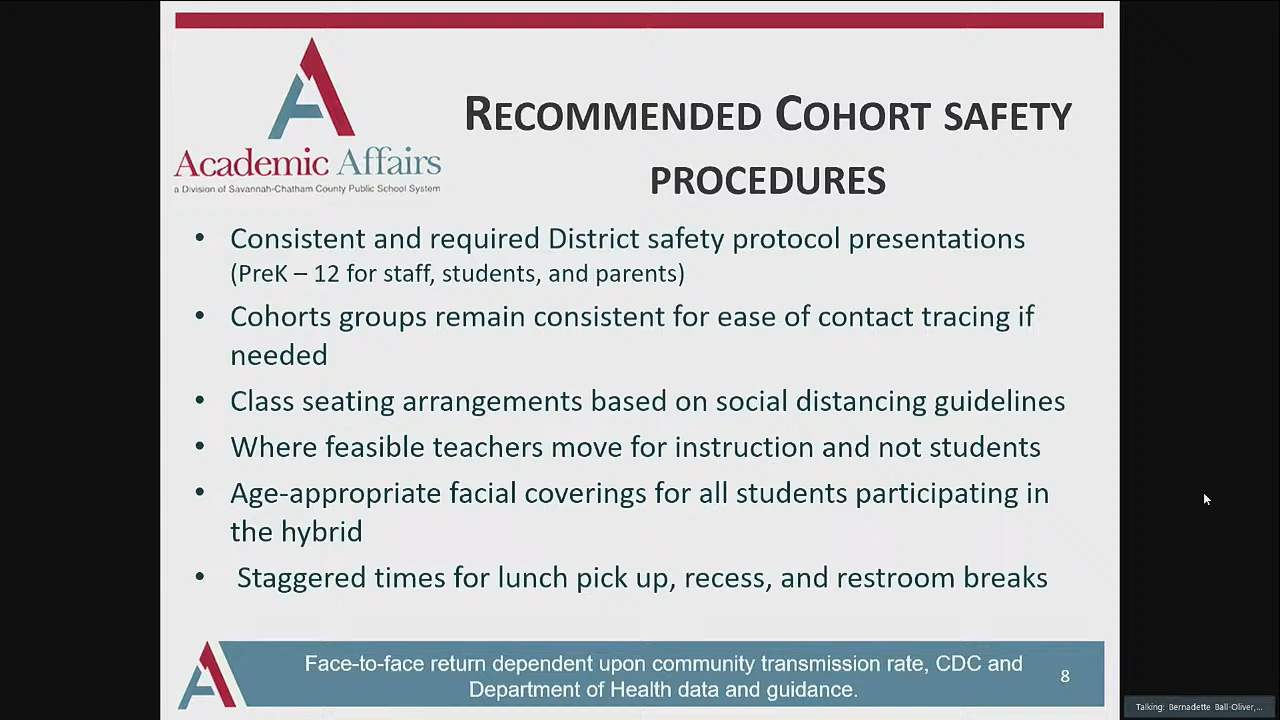 RECOMMENDED COHORT SAFETY
PROCEDURES
Academic Affairs
a Division of Savannah-Chatham County Public School System
• Consistent and required District safety protocol presentations
(PreK – 12 for staff, students, and parents)
• Cohorts groups remain consistent for ease of contact tracing if
needed
• Class seating arrangements based on social distancing guidelines
• Where feasible teachers move for instruction and not students
• Age-appropriate facial coverings for all students participating in
the hybrid
• Staggered times for lunch pick up, recess, and restroom breaks
Face-to-face return dependent upon community transmission rate, CDC and
Department of Health data and guidance.
8
Talking: Bernadette Ball-Oliver,...